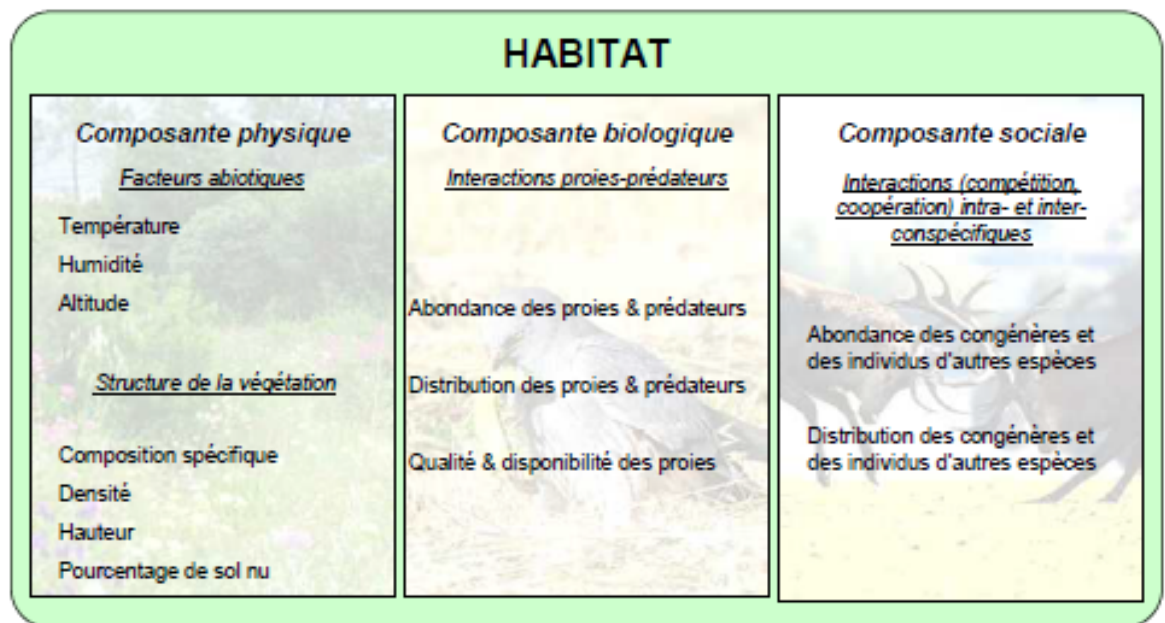 HABITAT
Composante physique
Facteurs abiotiques
Température
Humidité
Altitude
Structure de la végétation
Composition spécifique
Densité
Hauteur
Pourcentage de sol nu
Composante biologique
Interactions proies-prédateurs
Abondance des proies & prédateurs
Distribution des proies & prédateurs
Qualité & disponibilité des proies
Composante sociale
Interactions (compétition,
coopération) intra- et inter-
conspécifiques
Abondance des congénères et
des individus d'autres espèces
Distribution des congénères et
des individus d'autres espèces